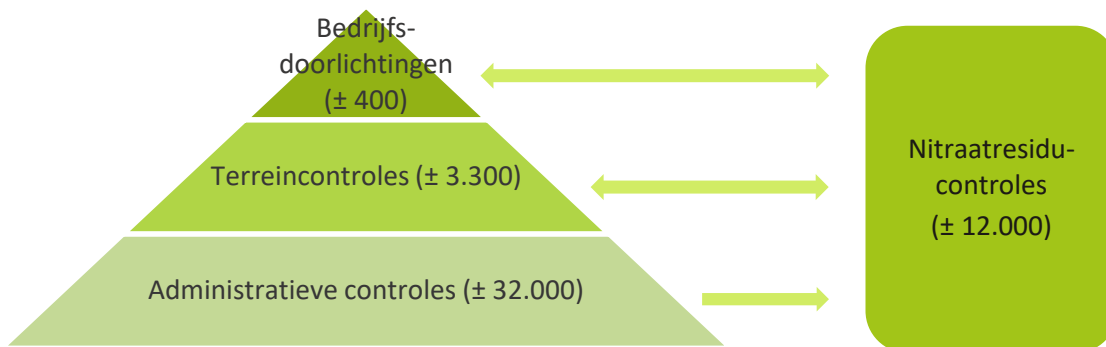 Bedrijfs-
doorlichtingen
(± 400)
Terreincontroles (± 3.300)
Administratieve controles (± 32.000)
Nitraatresidu-
controles
(± 12.000)